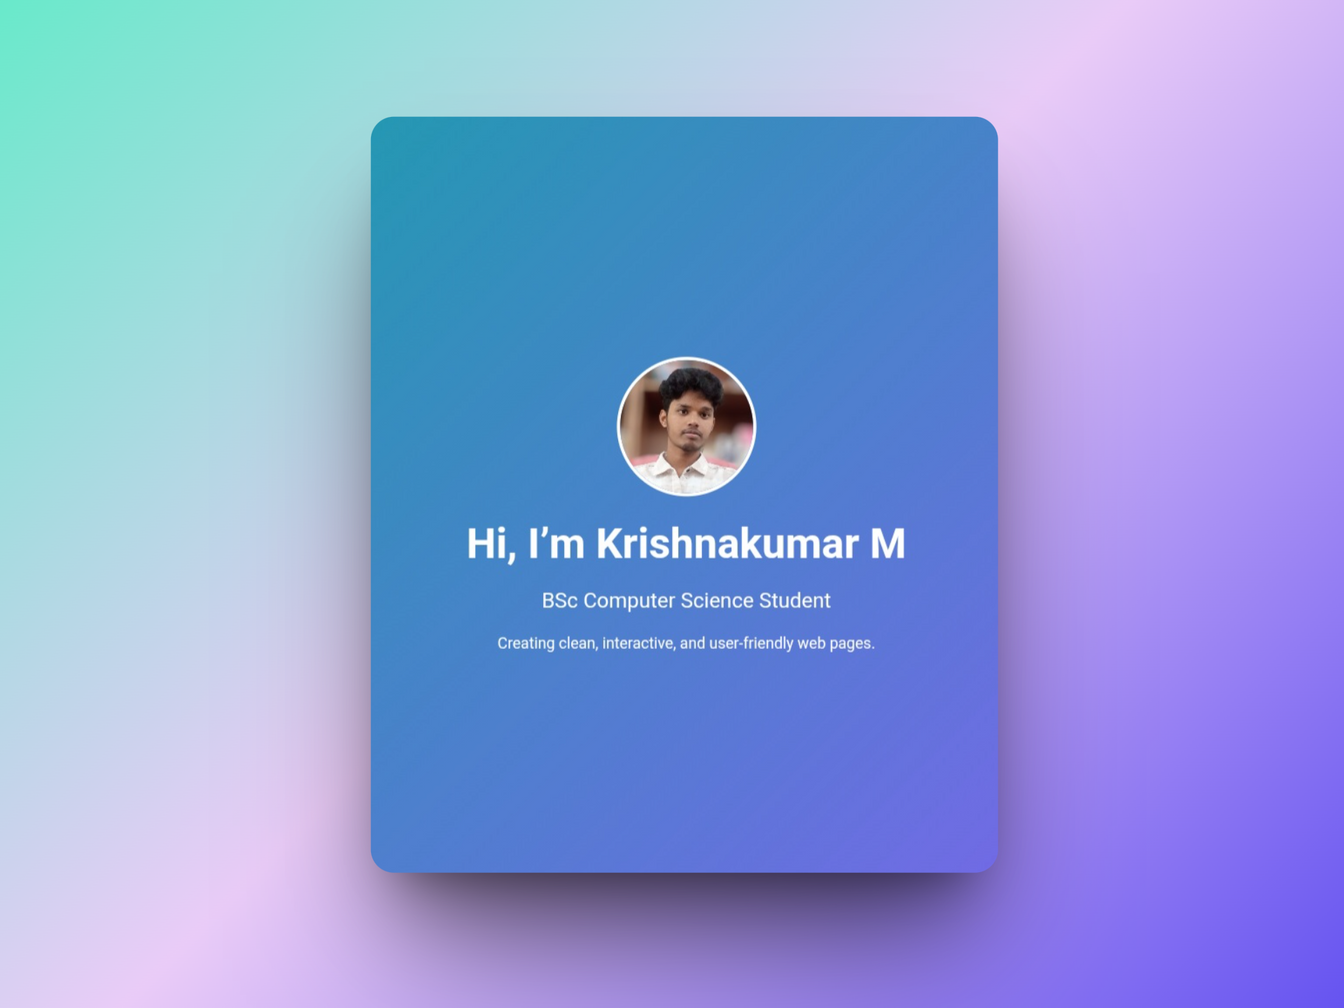 Hi, I’m Krishnakumar M
BSc Computer Science Student
Creating clean, interactive, and user-friendly web pages.